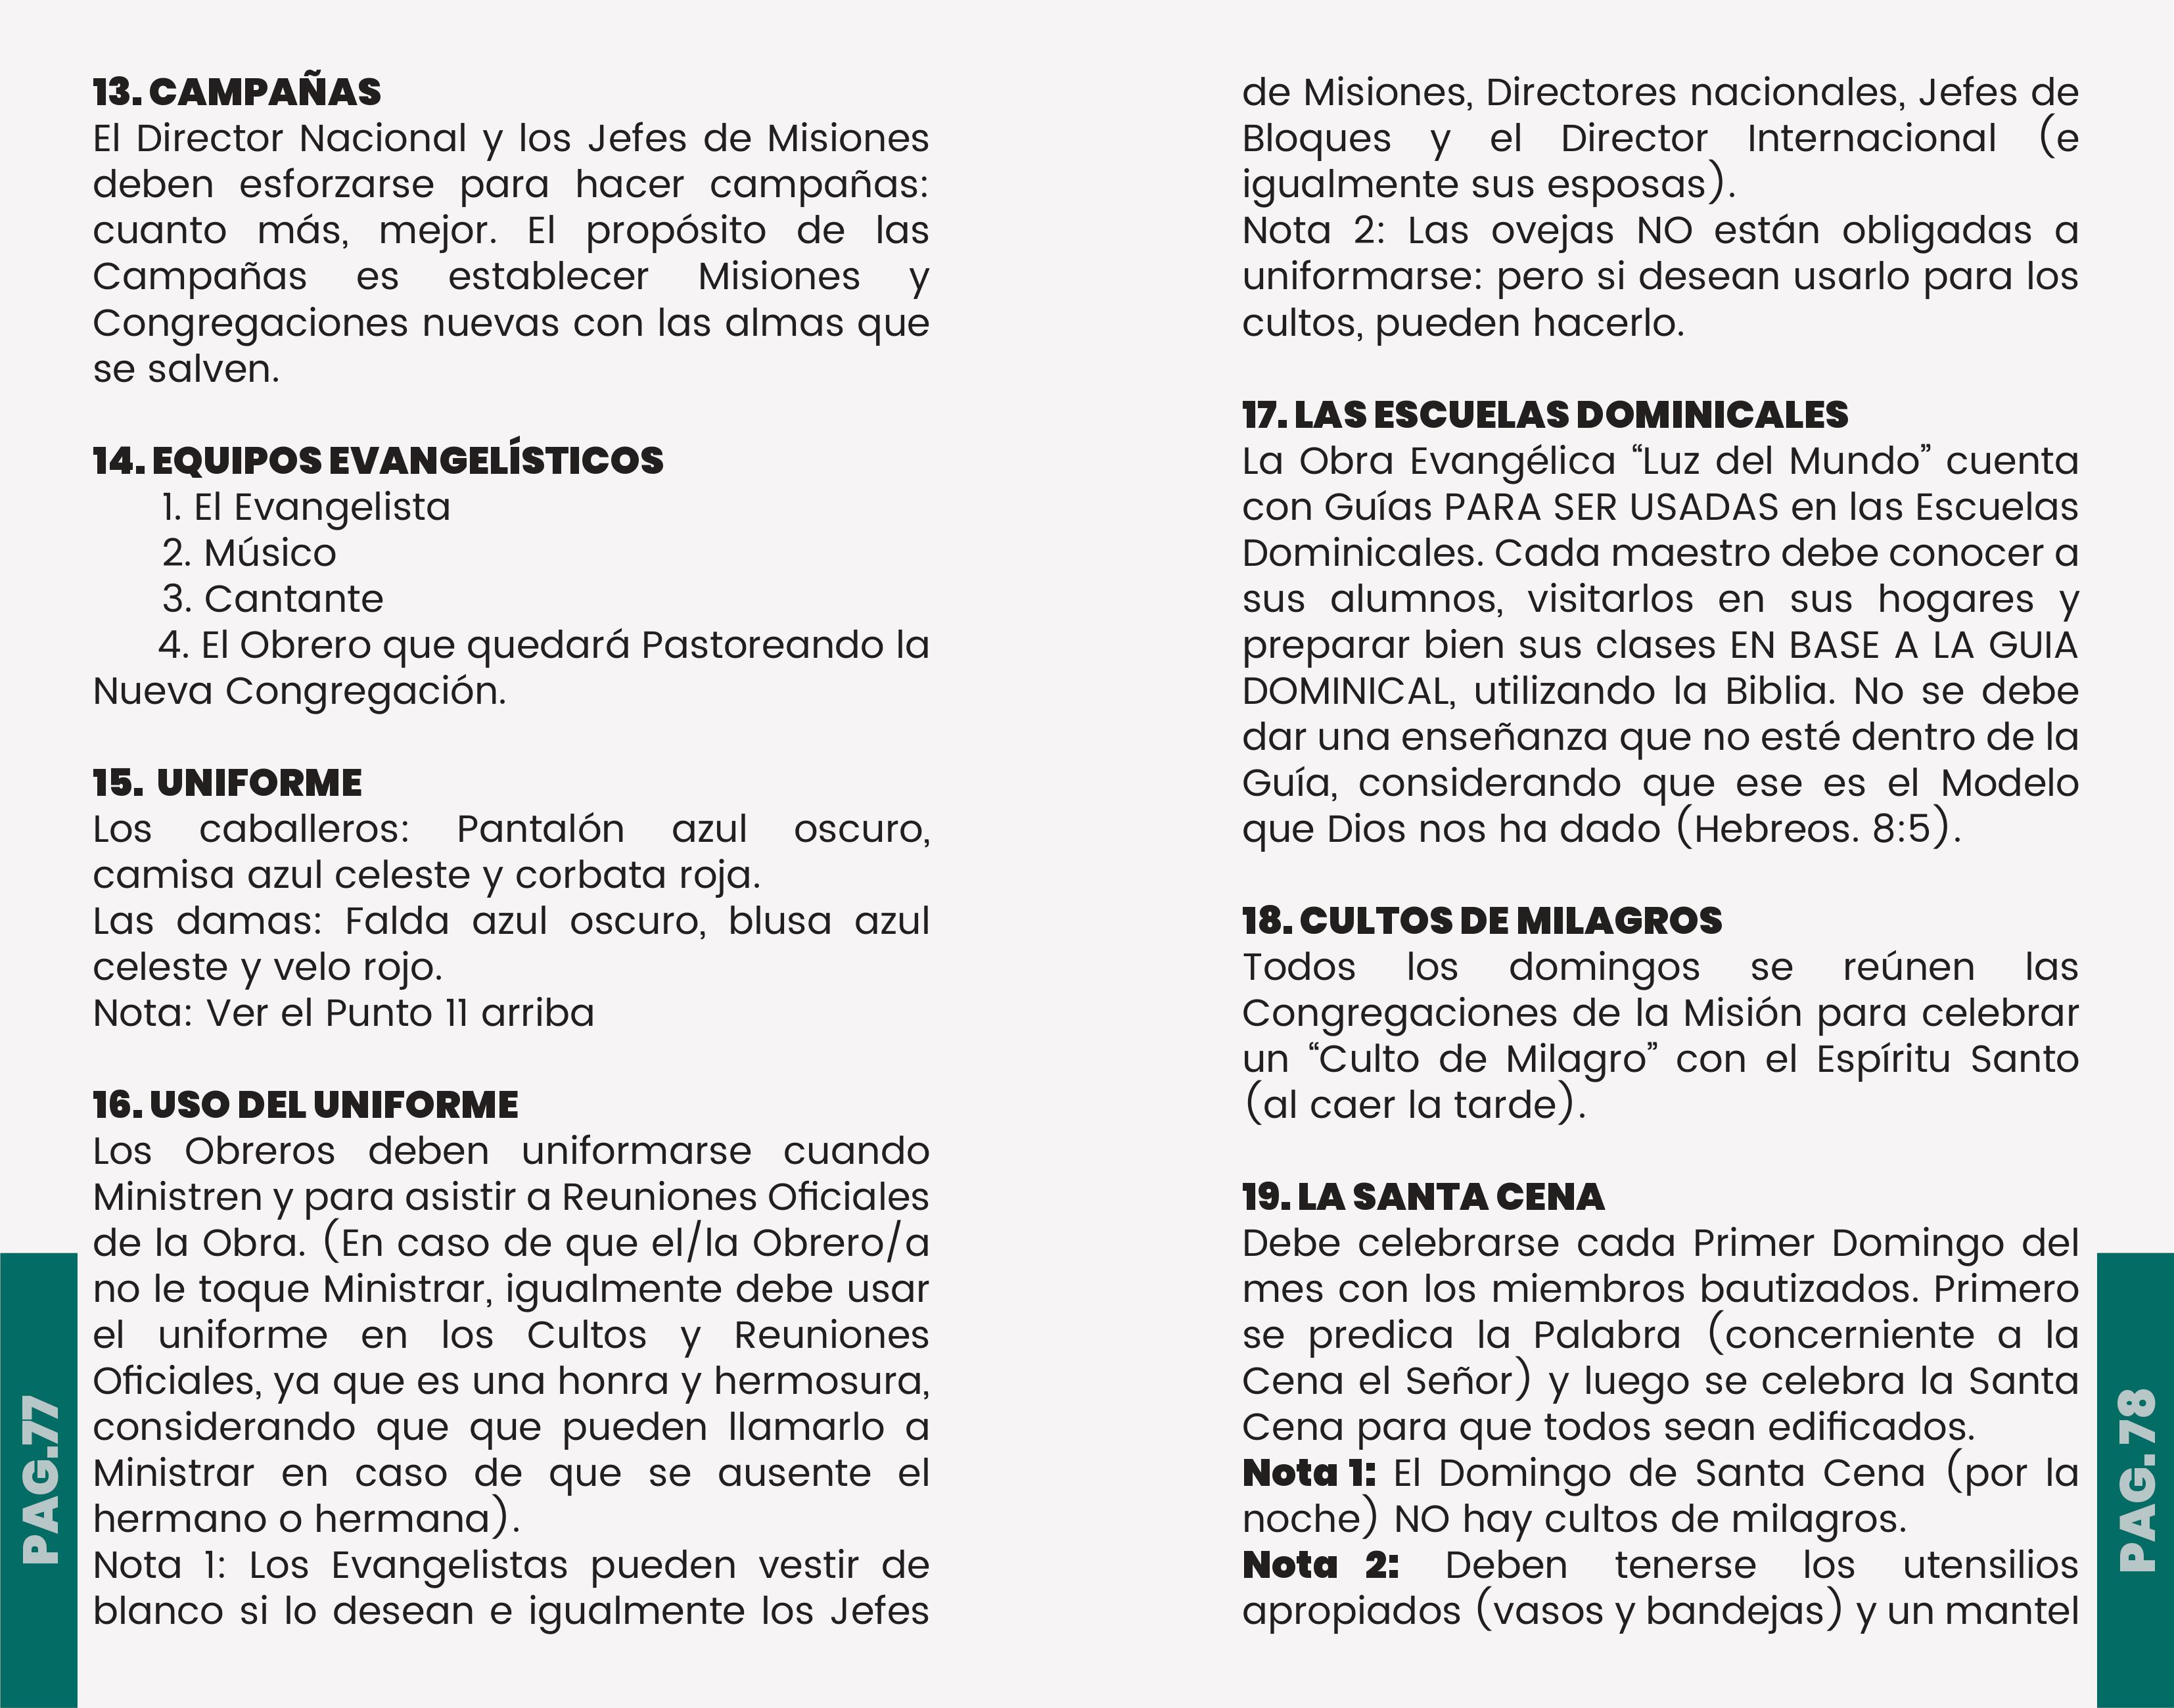 13. CAMPAÑAS
El Director Nacional y los Jefes de Misiones
deben esforzarse para hacer campañas:
cuanto más, mejor. El propósito de las
Campañas es establecer Misiones y
Congregaciones nuevas con las almas que
se salven.
14. EQUIPOS EVANGELÍSTICOS
1. El Evangelista
2. Músico
3. Cantante
4. El Obrero que quedará Pastoreando la
Nueva Congregación.
15. UNIFORME
Los caballeros: Pantalón azul oscuro,
camisa azul celeste y corbata roja.
Las damas: Falda azul oscuro, blusa azul
celeste y velo rojo.
Nota: Ver el Punto 11 arriba
16. USO DEL UNIFORME
Los Obreros deben uniformarse cuando
Ministren y para asistir a Reuniones Oficiales
de la Obra. (En caso de que el/la Obrero/a
no le toque Ministrar, igualmente debe usar
el uniforme en los Cultos y Reuniones
Oficiales, ya que es una honra y hermosura,
considerando que que pueden llamarlo a
Ministrar en caso de que se ausente el
hermano o hermana).
Nota 1: Los Evangelistas pueden vestir de
blanco si lo desean e igualmente los Jefes
PAG.77
de Misiones, Directores nacionales, Jefes de
Bloques y el Director Internacional (e
igualmente sus esposas).
Nota 2: Las ovejas NO están obligadas a
uniformarse: pero si desean usarlo para los
cultos, pueden hacerlo.
17. LAS ESCUELAS DOMINICALES
La Obra Evangélica “Luz del Mundo” cuenta
con Guías PARA SER USADAS en las Escuelas
Dominicales. Cada maestro debe conocer a
sus alumnos, visitarlos en sus hogares y
preparar bien sus clases EN BASE A LA GUIA
DOMINICAL, utilizando la Biblia. No se debe
dar una enseñanza que no esté dentro de la
Guía, considerando que ese es el Modelo
que Dios nos ha dado (Hebreos. 8:5).
18. CULTOS DE MILAGROS
Todos los domingos se reúnen las
Congregaciones de la Misión para celebrar
un “Culto de Milagro” con el Espíritu Santo
(al caer la tarde).
19. LA SANTA CENA
Debe celebrarse cada Primer Domingo del
mes con los miembros bautizados. Primero
se predica la Palabra (concerniente a la
Cena el Señor) y luego se celebra la Santa
Cena para que todos sean edificados.
Nota 1: El Domingo de Santa Cena (por la
noche) NO hay cultos de milagros.
Nota 2: Deben tenerse los utensilios
apropiados (vasos y bandejas) y un mantel
PAG.78